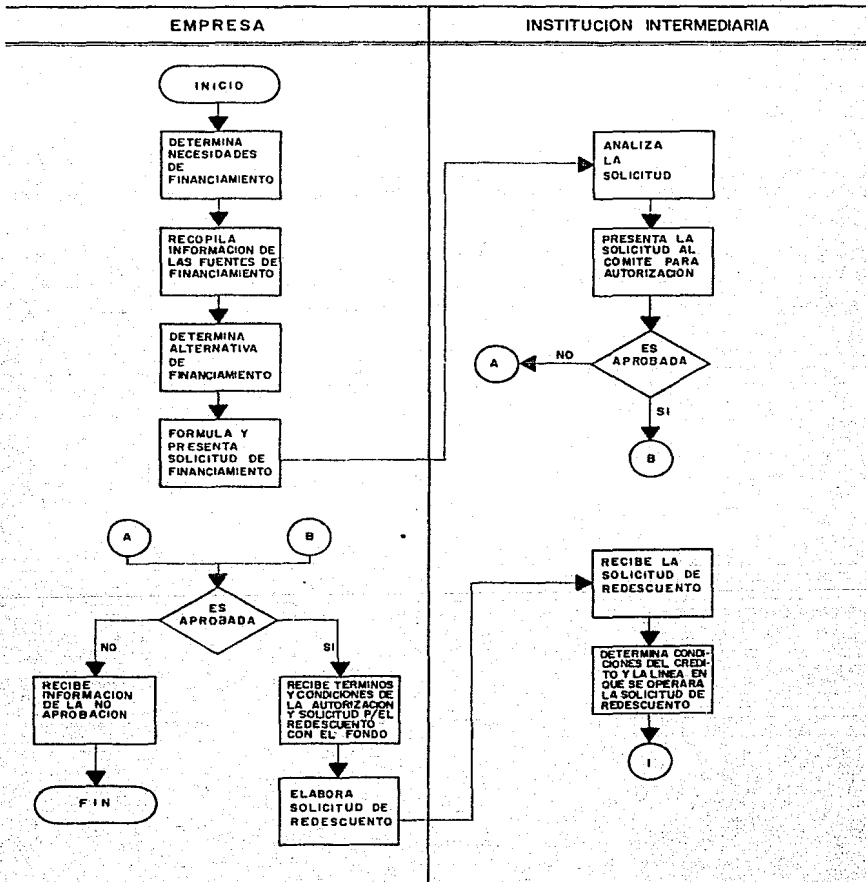 EMPRESA
INSTITUCION INTERMEDIARIA
INICIO
DETERMINA
NECESIDADES
DE
FINANCIAMIENTO
RECOPILA
INFORMACION DE
LAS FUENTES DE
FINANCIAMIENTO
DETERMINA
ALTERNATIVA
DE
FINANCIAMIENTO
FORMULA Y
PRESENTA
SOLICITUD DE
FINANCIAMIENTO
ANALIZA
LA
SOLICITUD
PRESENTA LA
SOLICITUD AL
COMITE PARA
AUTORIZACION
ES
APROBADA
NO
A
SI
B
A
B
ES
APROBADA
NO
SI
RECIBE
INFORMACION
DE LA NO
APROBACION
FIN
RECIBE TERMINOS
Y CONDICIONES DE
LA AUTORIZACION
Y SOLICITUD P/EL
REDESCUENTO
CON EL FONDO
ELABORA
SOLICITUD DE
REDESCUENTO
RECIBE LA
SOLICITUD DE
REDESCUENTO
DETERMINA CONDI-
CIONES DEL CREDI-
TO Y LA LINEA EN
QUE SE OPERARA
LA SOLICITUD DE
REDESCUENTO
I